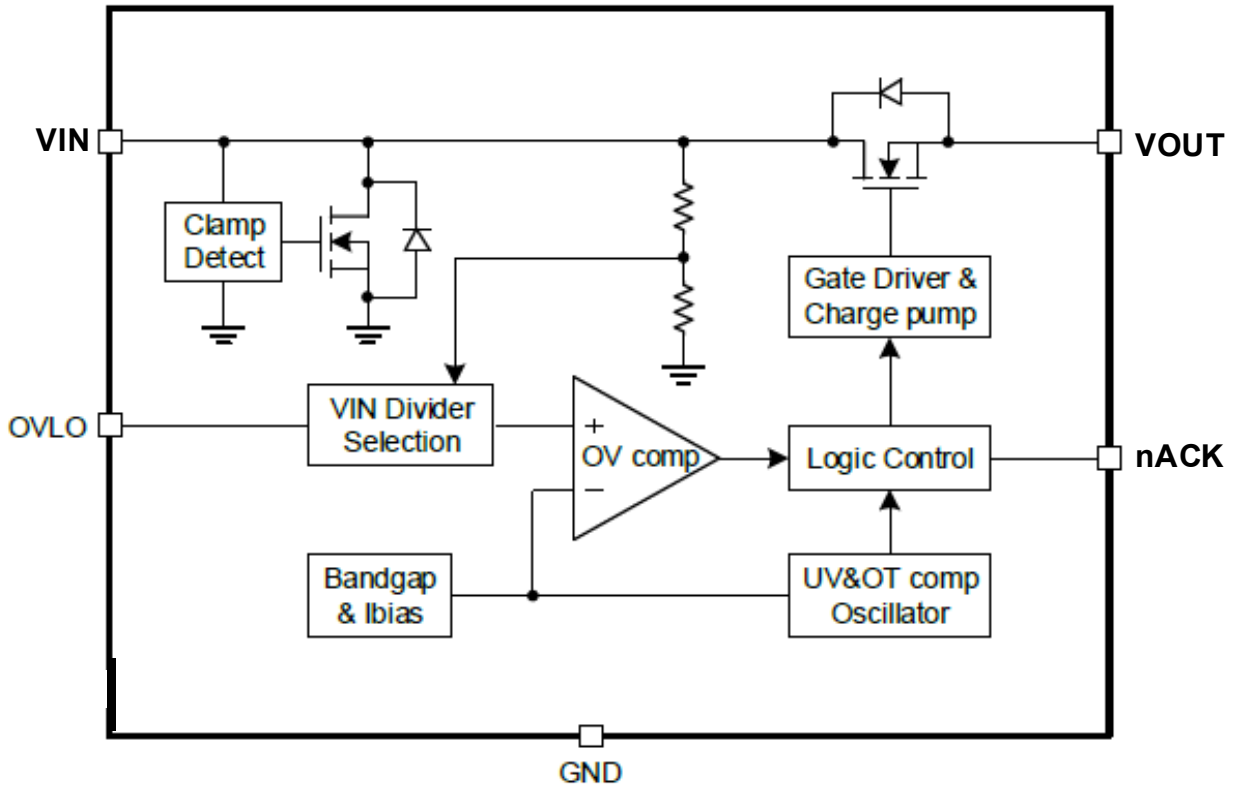 VIN
VOUT
Clamp
Detect
Gate Driver &
Charge pump
OVLO
VIN Divider
Selection
+
OV comp
−
Logic Control
nACK
Bandgap
& Ibias
UV&OT comp
Oscillator
GND